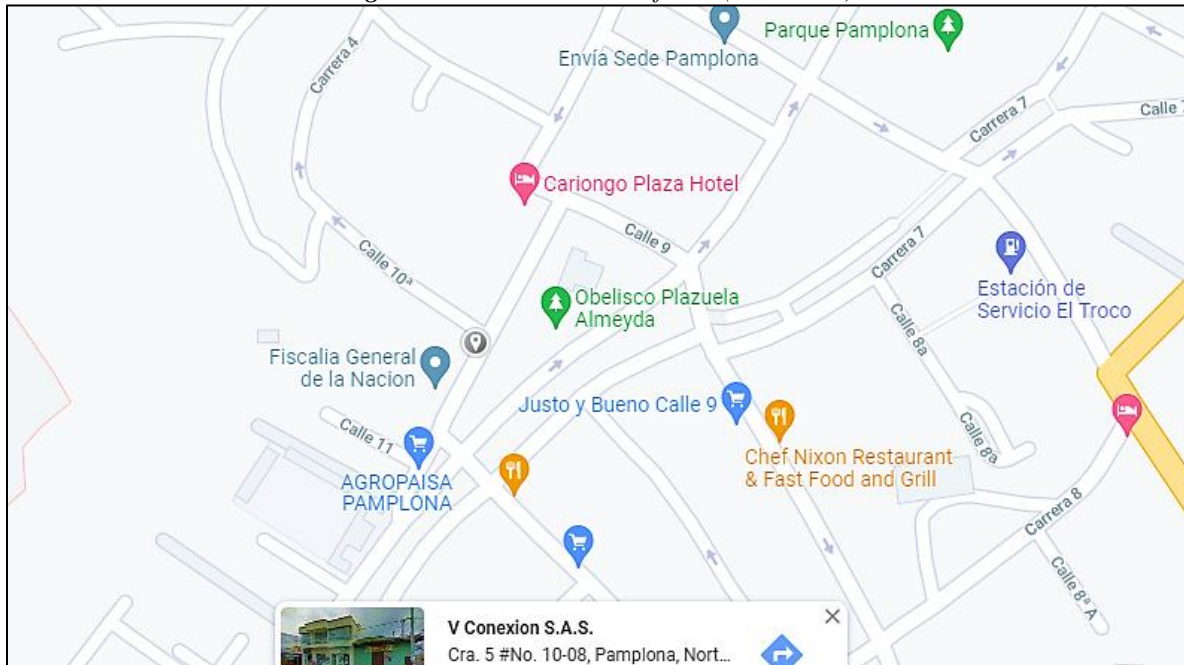 Carrera 4
Envía Sede Pamplona
Parque Pamplona
Carrera 7
Calle 7
Cariongo Plaza Hotel
Calle 9
Calle 10ª
Carrera 7
Estación de
Servicio El Troco
Obelisco Plazuela
Almeyda
Calle 8a
Fiscalia General
de la Nacion
Justo y Bueno Calle 9
Calle 11
AGROPAISA
PAMPLONA
Chef Nixon Restaurant
& Fast Food and Grill
Calle 8a
Carrera 8
Calle 8ª A
V Conexion S.A.S.
Cra. 5 #No. 10-08, Pamplona, Nort...